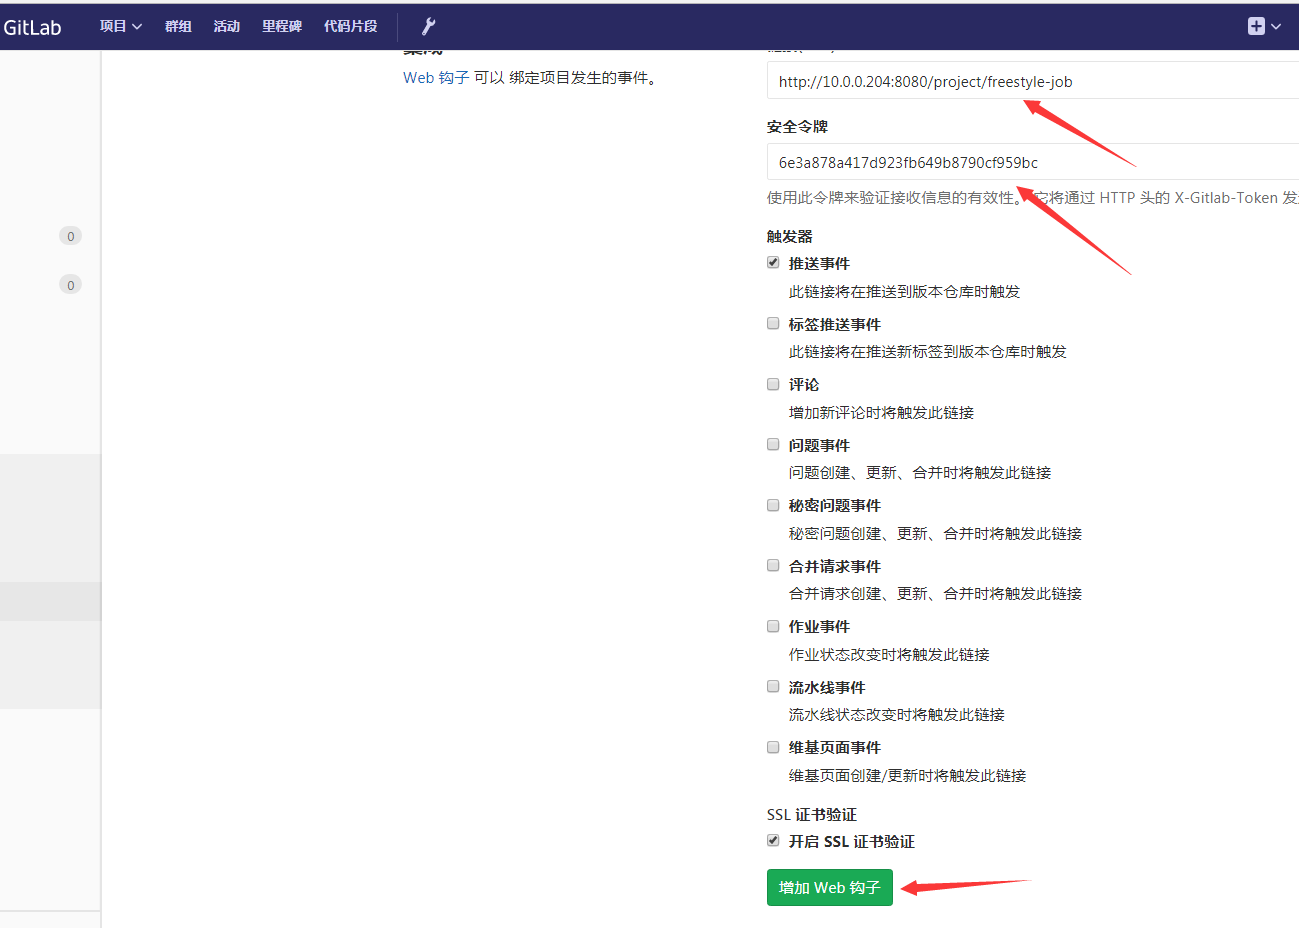 GitLab 项目 群组 活动 里程碑 代码片段
Web 钩子 可以 绑定项目发生的事件。
http://10.0.0.204:8080/project/freestyle-job
安全令牌
6e3a878a417d923fb649b8790cf959bc
使用此令牌来验证接收信息的有效性。它将通过 HTTP 头的 X-Gitlab-Token 发
0
0
触发器
推送事件
此链接将在推送到版本仓库时触发
标签推送事件
此链接将在推送新标签到版本仓库时触发
评论
增加新评论时将触发此链接
问题事件
问题创建、更新、合并时将触发此链接
秘密问题事件
秘密问题创建、更新、合并时将触发此链接
合并请求事件
合并请求创建、更新、合并时将触发此链接
作业事件
作业状态改变时将触发此链接
流水线事件
流水线状态改变时将触发此链接
维基页面事件
维基页面创建/更新时将触发此链接
SSL 证书验证
开启 SSL 证书验证
增加 Web 钩子